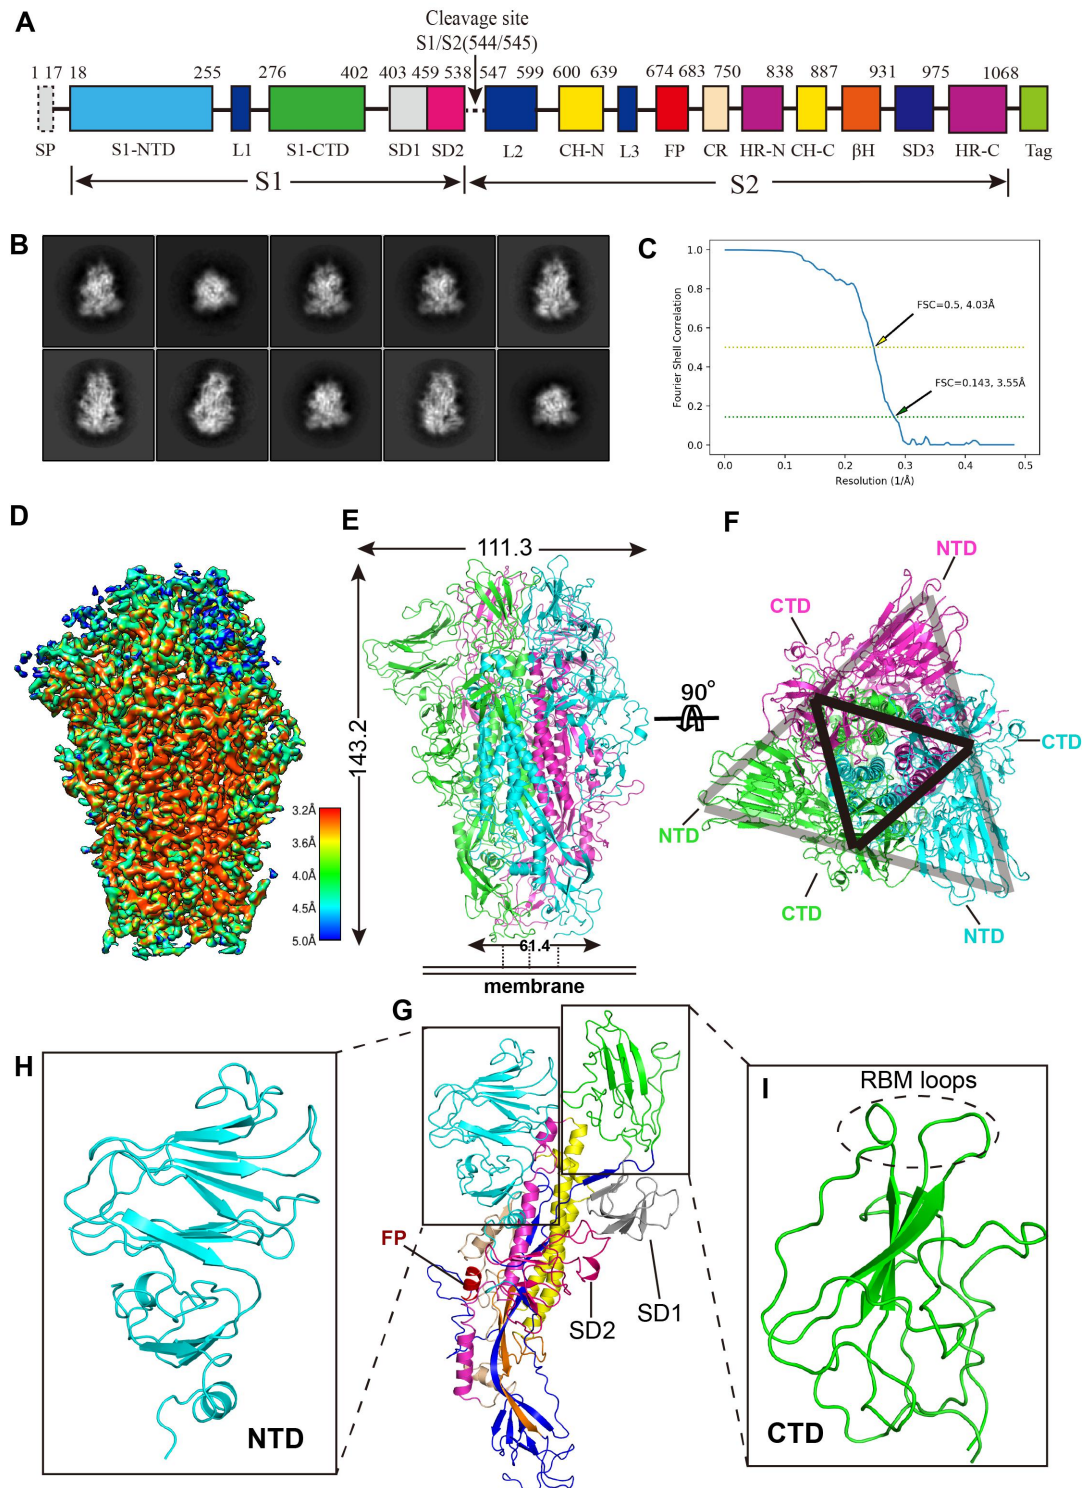 A
Cleavage site
S1/S2(544/545)
1 17 18 255 276 402 403 459 538 547 599 600 639 674 683 750 838 887 931 975 1068
SP S1-NTD L1 S1-CTD SD1 SD2 L2 CH-N L3 FP CR HR-N CH-C βH SD3 HR-C Tag
S1 S2
B
C
1.0
0.8
0.6
0.4
0.2
0.0
Fourier Shell Correlation
FSC=0.5, 4.03Å
FSC=0.143, 3.55Å
0.0 0.1 0.2 0.3 0.4 0.5
Resolution (1/Å)
D
3.2Å
3.6Å
4.0Å
4.5Å
5.0Å
E
111.3
143.2
61.4
membrane
90°
F
NTD
CTD
CTD
NTD
CTD
NTD
G
FP
SD2
SD1
H
NTD
I
RBM loops
CTD